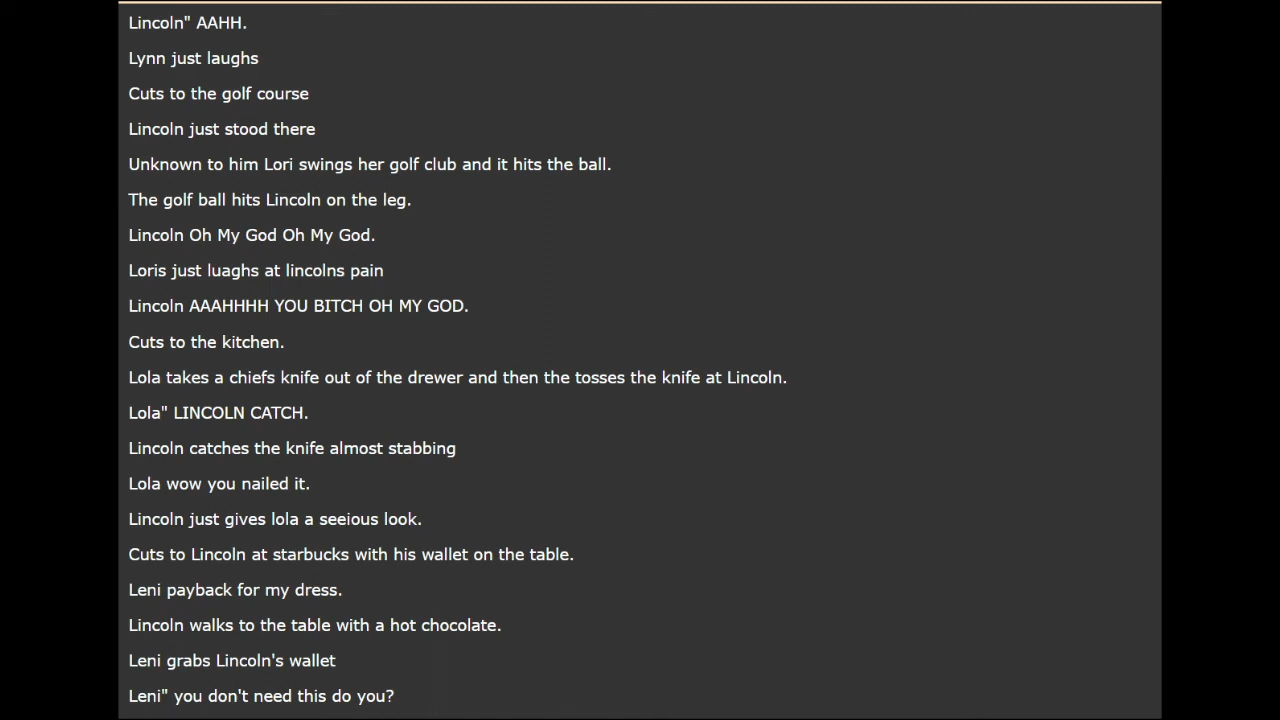 Lincoln" AAHH.
Lynn just laughs
Cuts to the golf course
Lincoln just stood there
Unknown to him Lori swings her golf club and it hits the ball.
The golf ball hits Lincoln on the leg.
Lincoln Oh My God Oh My God.
Loris just luaghs at lincolns pain
Lincoln AAAHHHH YOU BITCH OH MY GOD.
Cuts to the kitchen.
Lola takes a chiefs knife out of the drewer and then the tosses the knife at Lincoln.
Lola" LINCOLN CATCH.
Lincoln catches the knife almost stabbing
Lola wow you nailed it.
Lincoln just gives lola a seeious look.
Cuts to Lincoln at starbucks with his wallet on the table.
Leni payback for my dress.
Lincoln walks to the table with a hot chocolate.
Leni grabs Lincoln's wallet
Leni" you don't need this do you?